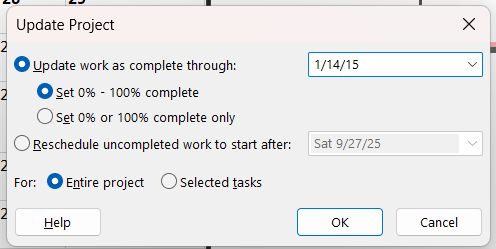 28
29
Update Project
Update work as complete through: 1/14/15
Set 0% - 100% complete
Set 0% or 100% complete only
Reschedule uncompleted work to start after: Sat 9/27/25
For: Entire project Selected tasks
Help OK Cancel